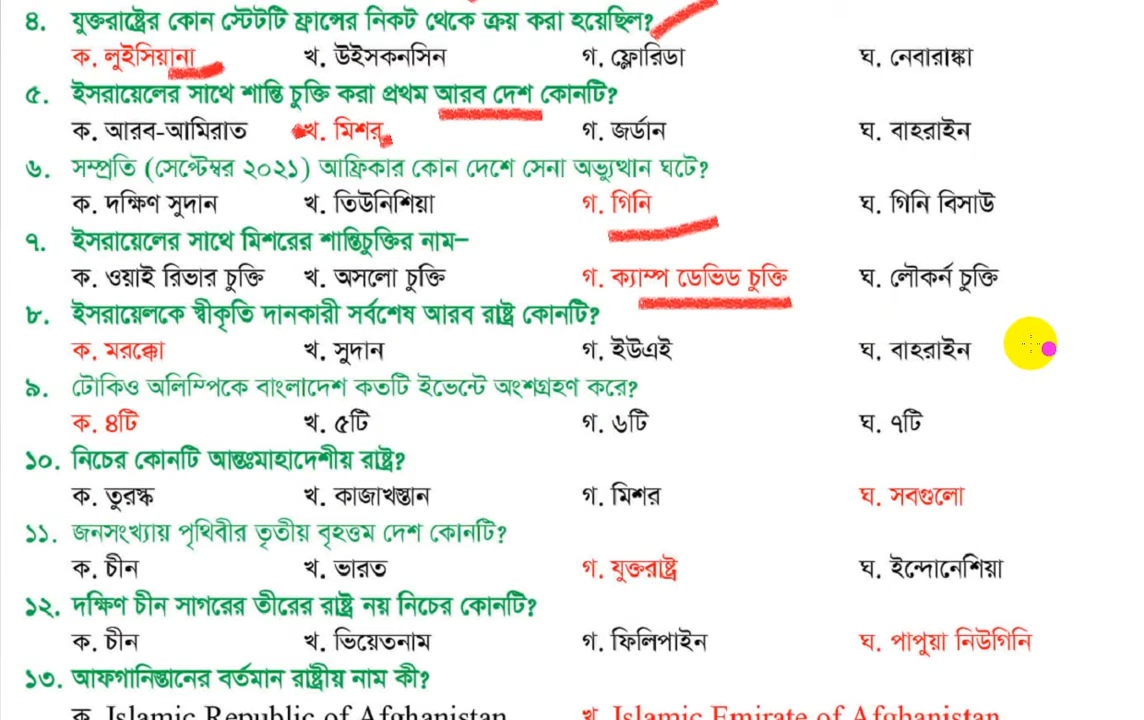 ৪. যুক্তরাষ্ট্রের কোন স্টেটটি ফ্রান্সের নিকট থেকে ক্রয় করা হয়েছিল?
ক. লুইসিয়ানা খ. উইসকনসিন গ. ফ্লোরিডা ঘ. নেবারাঙ্কা
৫. ইসরায়েলের সাথে শান্তি চুক্তি করা প্রথম আরব দেশ কোনটি?
ক. আরব-আমিরাত খ. মিশর গ. জর্ডান ঘ. বাহরাইন
৬. সম্প্রতি (সেপ্টেম্বর ২০২১) আফ্রিকার কোন দেশে সেনা অভ্যুত্থান ঘটে?
ক. দক্ষিণ সুদান খ. তিউনিশিয়া গ. গিনি ঘ. গিনি বিসাউ
৭. ইসরায়েলের সাথে মিশরের শান্তিচুক্তির নাম–
ক. ওয়াই রিভার চুক্তি খ. অসলো চুক্তি গ. ক্যাম্প ডেভিড চুক্তি ঘ. লৌকর্ন চুক্তি
৮. ইসরায়েলকে স্বীকৃতি দানকারী সর্বশেষ আরব রাষ্ট্র কোনটি?
ক. মরক্কো খ. সুদান গ. ইউএই ঘ. বাহরাইন
৯. টোকিও অলিম্পিকে বাংলাদেশ কতটি ইভেন্টে অংশগ্রহণ করে?
ক. ৪টি খ. ৫টি গ. ৬টি ঘ. ৭টি
১০. নিচের কোনটি আন্তঃমাহাদেশীয় রাষ্ট্র?
ক. তুরস্ক খ. কাজাখস্তান গ. মিশর ঘ. সবগুলো
১১. জনসংখ্যায় পৃথিবীর তৃতীয় বৃহত্তম দেশ কোনটি?
ক. চীন খ. ভারত গ. যুক্তরাষ্ট্র ঘ. ইন্দোনেশিয়া
১২. দক্ষিণ চীন সাগরের তীরের রাষ্ট্র নয় নিচের কোনটি?
ক. চীন খ. ভিয়েতনাম গ. ফিলিপাইন ঘ. পাপুয়া নিউগিনি
১৩. আফগানিস্তানের বর্তমান রাষ্ট্রীয় নাম কী?
ক. Islamic Republic of Afghanistan খ. Islamic Emirate of Afghanistan